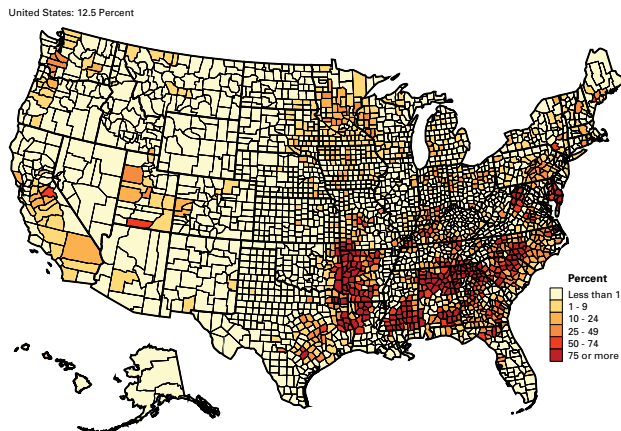 United States: 12.5 Percent
Percent
Less than 1
1 - 9
10 - 24
25 - 49
50 - 74
75 or more